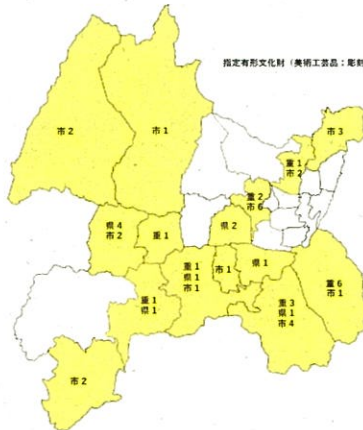 指定有形文化財（美術工芸品：彫刻
市 3
市 2
市 1
重 1
市 2
重 2
市 6
県 4
市 2
重 1
県 2
重 1
県 1
市 1
市 1
県 1
重 6
市 1
重 1
県 1
重 3
県 1
市 4
市 2